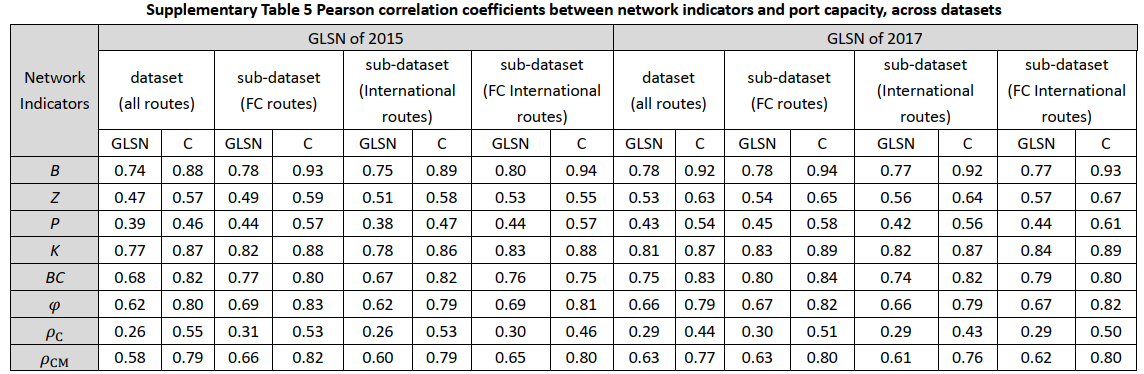 Supplementary Table 5 Pearson correlation coefficients between network indicators and port capacity, across datasets
Network Indicators GLSN of 2015 GLSN of 2017
dataset (all routes) sub-dataset (FC routes) sub-dataset (International routes) sub-dataset (FC International routes) dataset (all routes) sub-dataset (FC routes) sub-dataset (International routes) sub-dataset (FC International routes)
GLSN C GLSN C GLSN C GLSN C GLSN C GLSN C GLSN C GLSN C
B 0.74 0.88 0.78 0.93 0.75 0.89 0.80 0.94 0.78 0.92 0.78 0.94 0.77 0.92 0.77 0.93
Z 0.47 0.57 0.49 0.59 0.51 0.58 0.53 0.55 0.53 0.63 0.54 0.65 0.56 0.64 0.57 0.67
P 0.39 0.46 0.44 0.57 0.38 0.47 0.44 0.57 0.43 0.54 0.45 0.58 0.42 0.56 0.44 0.61
K 0.77 0.87 0.82 0.88 0.78 0.86 0.83 0.88 0.81 0.87 0.83 0.89 0.82 0.87 0.84 0.89
BC 0.68 0.82 0.77 0.80 0.67 0.82 0.76 0.75 0.75 0.83 0.80 0.84 0.74 0.82 0.79 0.80
φ 0.62 0.80 0.69 0.83 0.62 0.79 0.69 0.81 0.66 0.79 0.67 0.82 0.66 0.79 0.67 0.82
ρC 0.26 0.55 0.31 0.53 0.26 0.53 0.30 0.46 0.29 0.44 0.30 0.51 0.29 0.43 0.29 0.50
ρCM 0.58 0.79 0.66 0.82 0.60 0.79 0.65 0.80 0.63 0.77 0.63 0.80 0.61 0.76 0.62 0.80